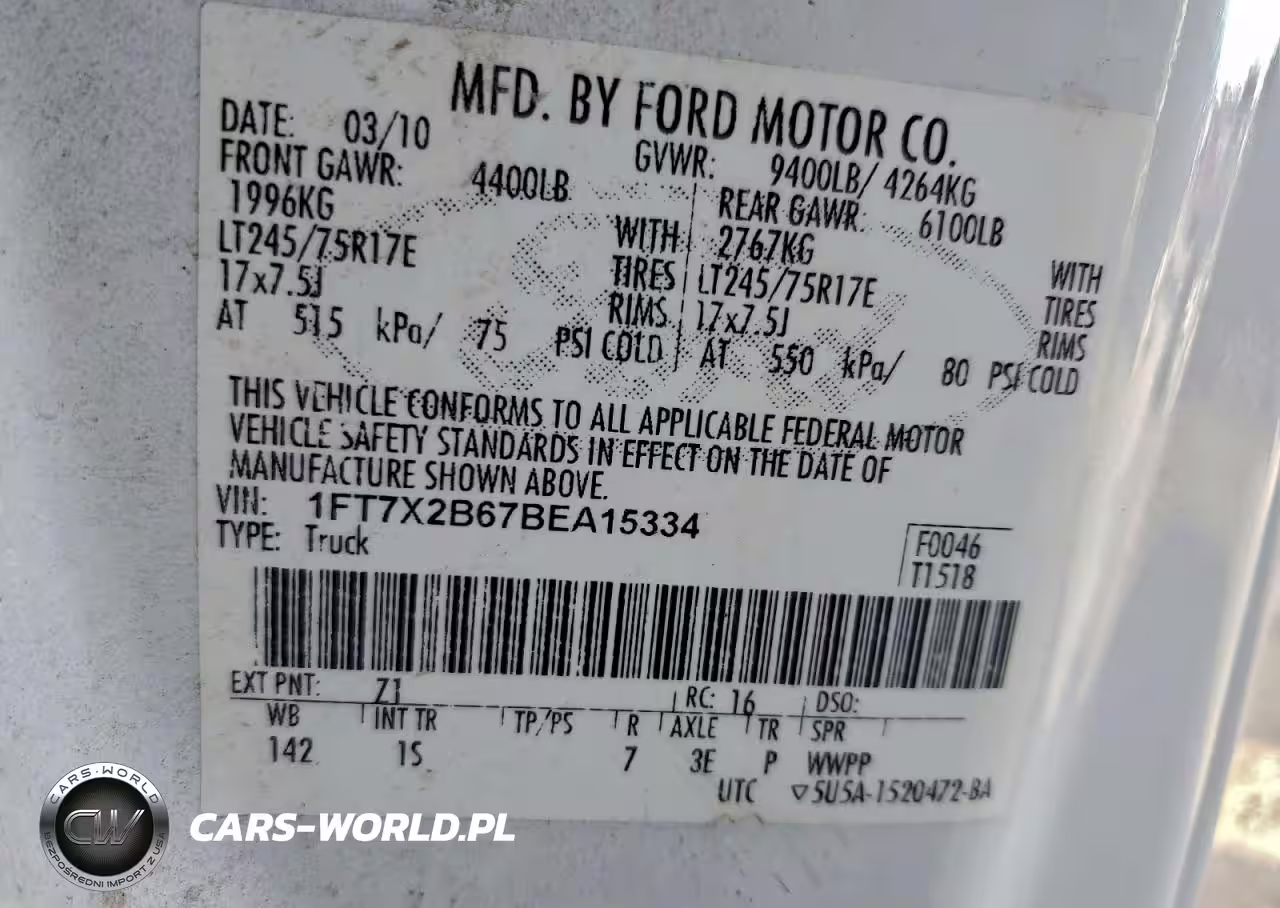 MFD. BY FORD MOTOR CO.
DATE: 03/10 GVWR: 9400LB/ 4264KG
FRONT GAWR: 4400LB REAR GAWR: 6100LB
1996KG WITH 2767KG WITH
LT245/75R17E TIRES LT245/75R17E TIRES
17x7.5J RIMS 17x7.5J RIMS
AT 515 kPa/ 75 PSI COLD AT 550 kPa/ 80 PSI COLD
THIS VEHICLE CONFORMS TO ALL APPLICABLE FEDERAL MOTOR
VEHICLE SAFETY STANDARDS IN EFFECT ON THE DATE OF
MANUFACTURE SHOWN ABOVE.
VIN: 1FT7X2B67BEA15334
TYPE: Truck
F0046
T1518
EXT PNT: Z1 RC: 16 DSO:
WB INT TR TP/PS R AXLE TR SPR
142 1S 7 3E P WWPP
UTC ▽5U5A-1520472-BA
CARS-WORLD
CW
BEZPOŚREDNI IMPORT Z USA
CARS-WORLD.PL